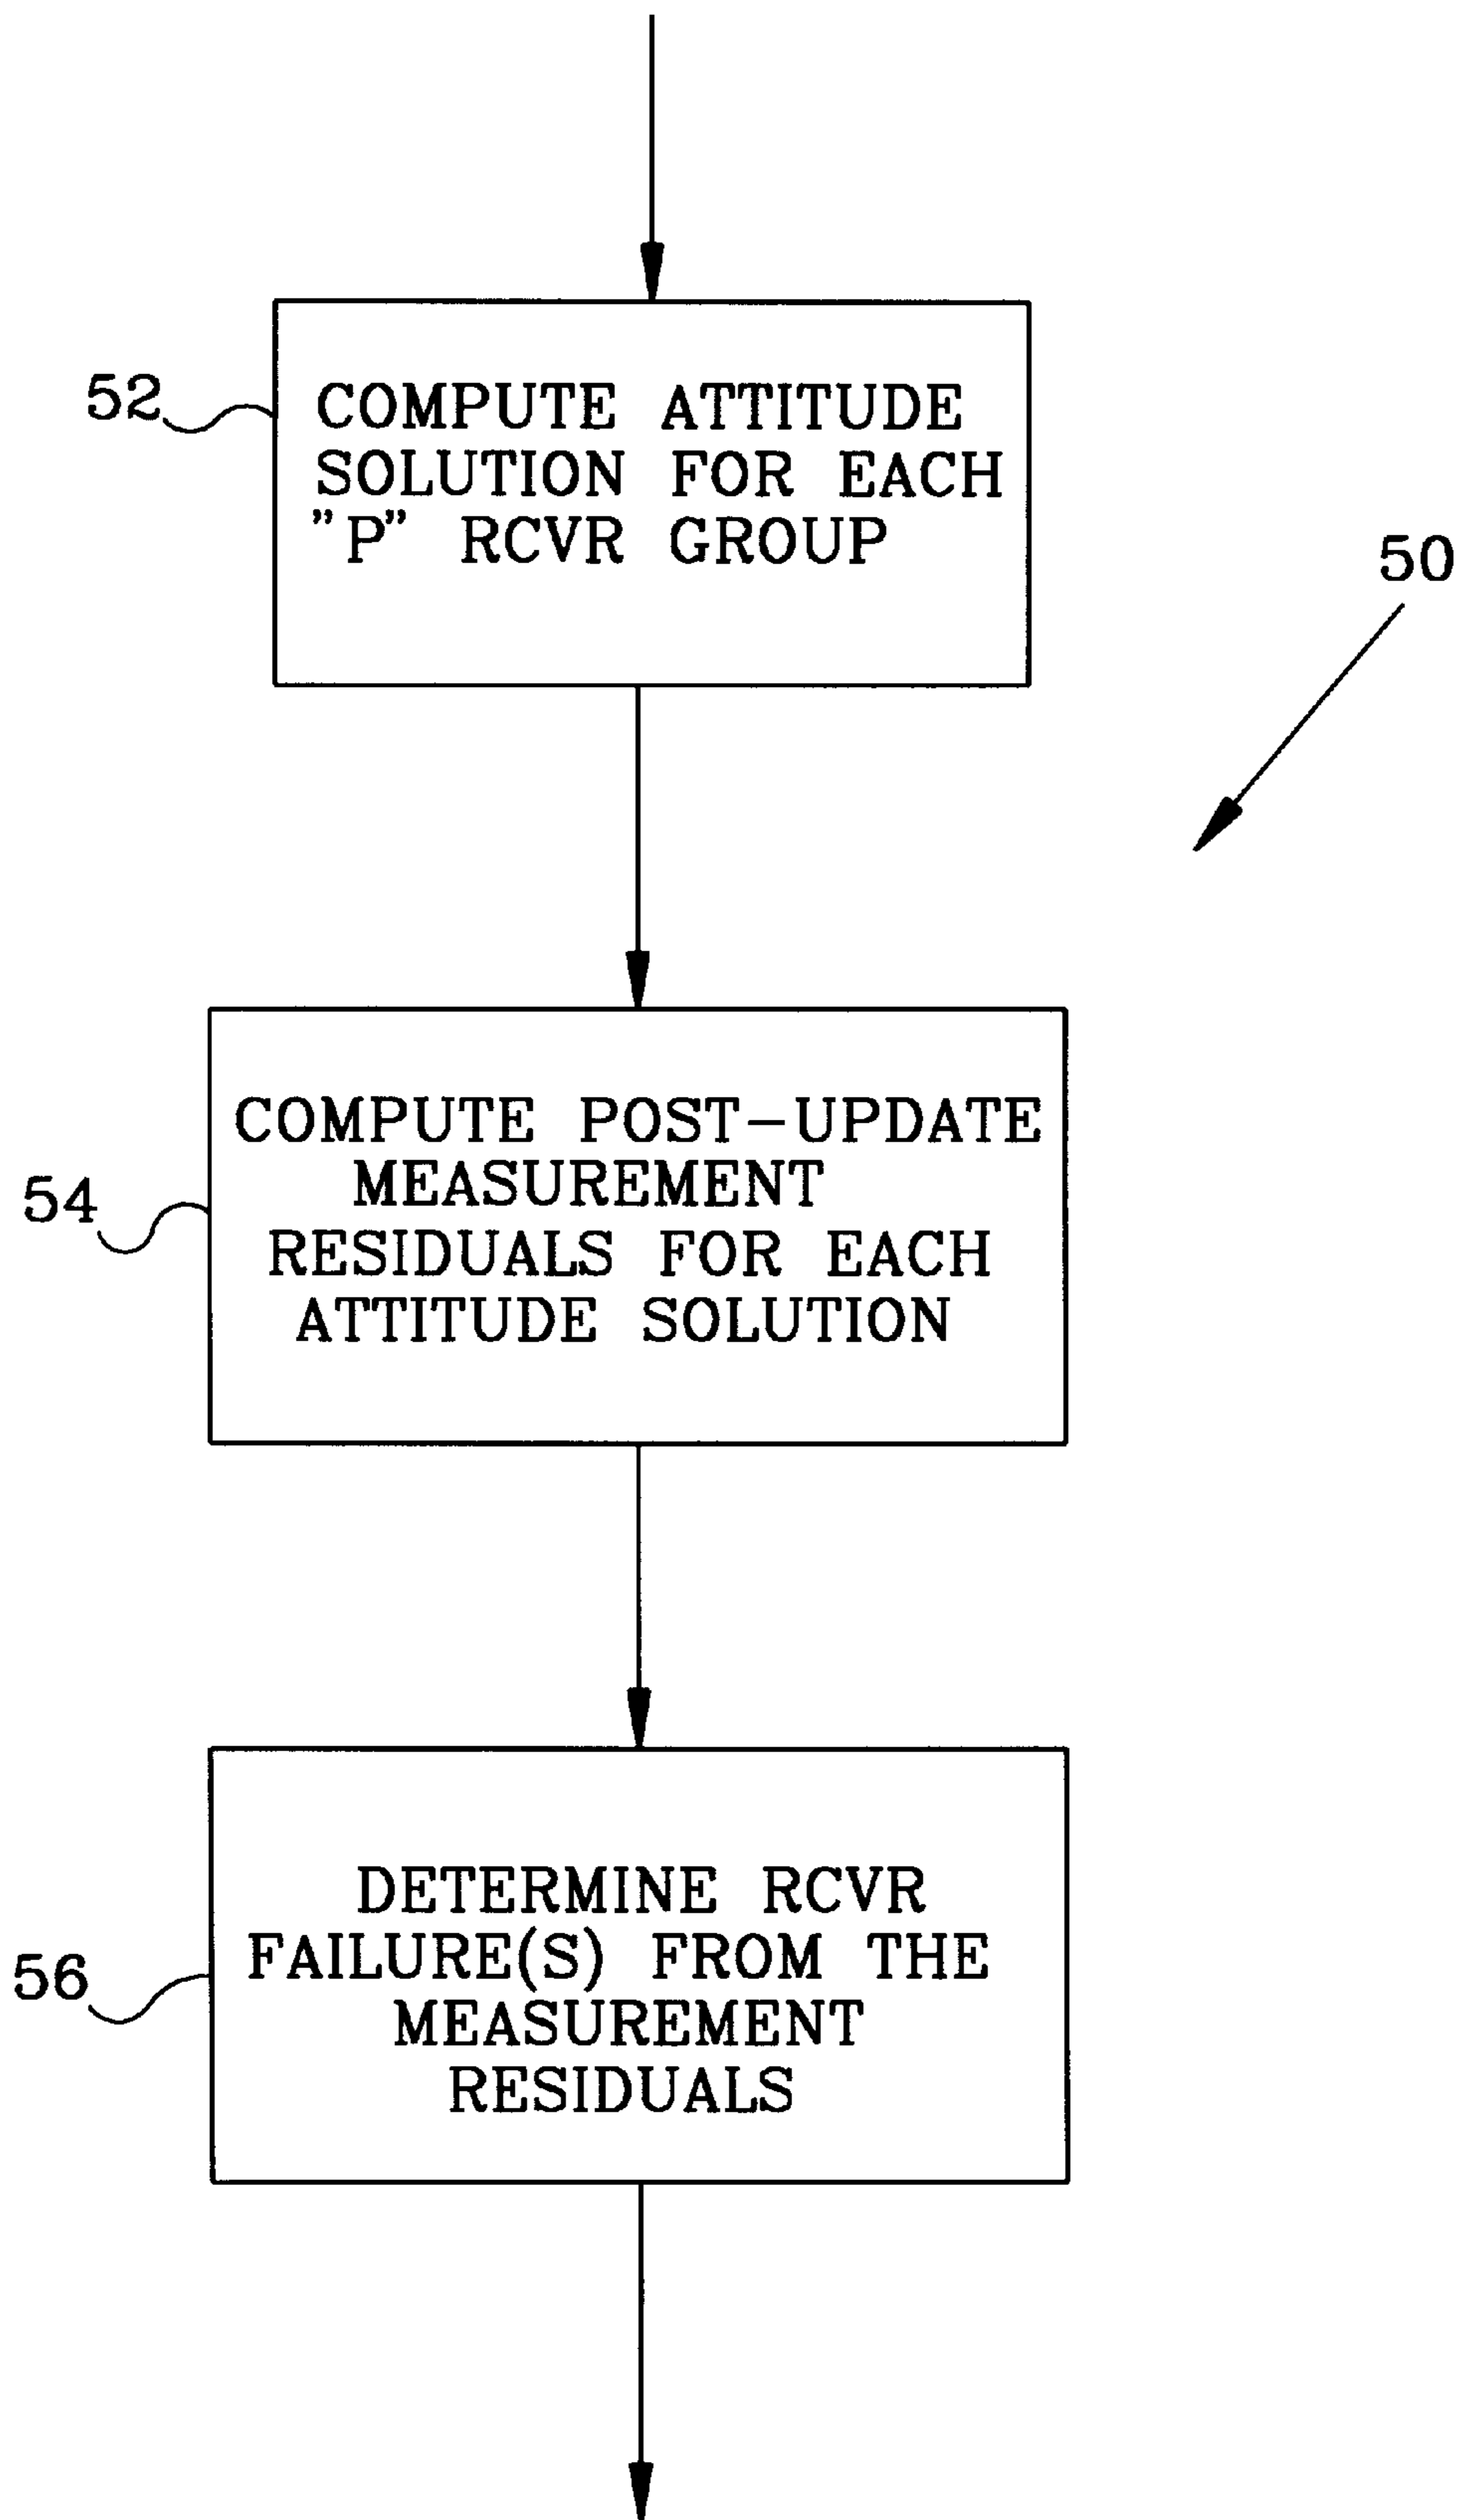 52
COMPUTE ATTITUDE
SOLUTION FOR EACH
"P" RCVR GROUP
50
54
COMPUTE POST-UPDATE
MEASUREMENT
RESIDUALS FOR EACH
ATTITUDE SOLUTION
56
DETERMINE RCVR
FAILURE(S) FROM THE
MEASUREMENT
RESIDUALS